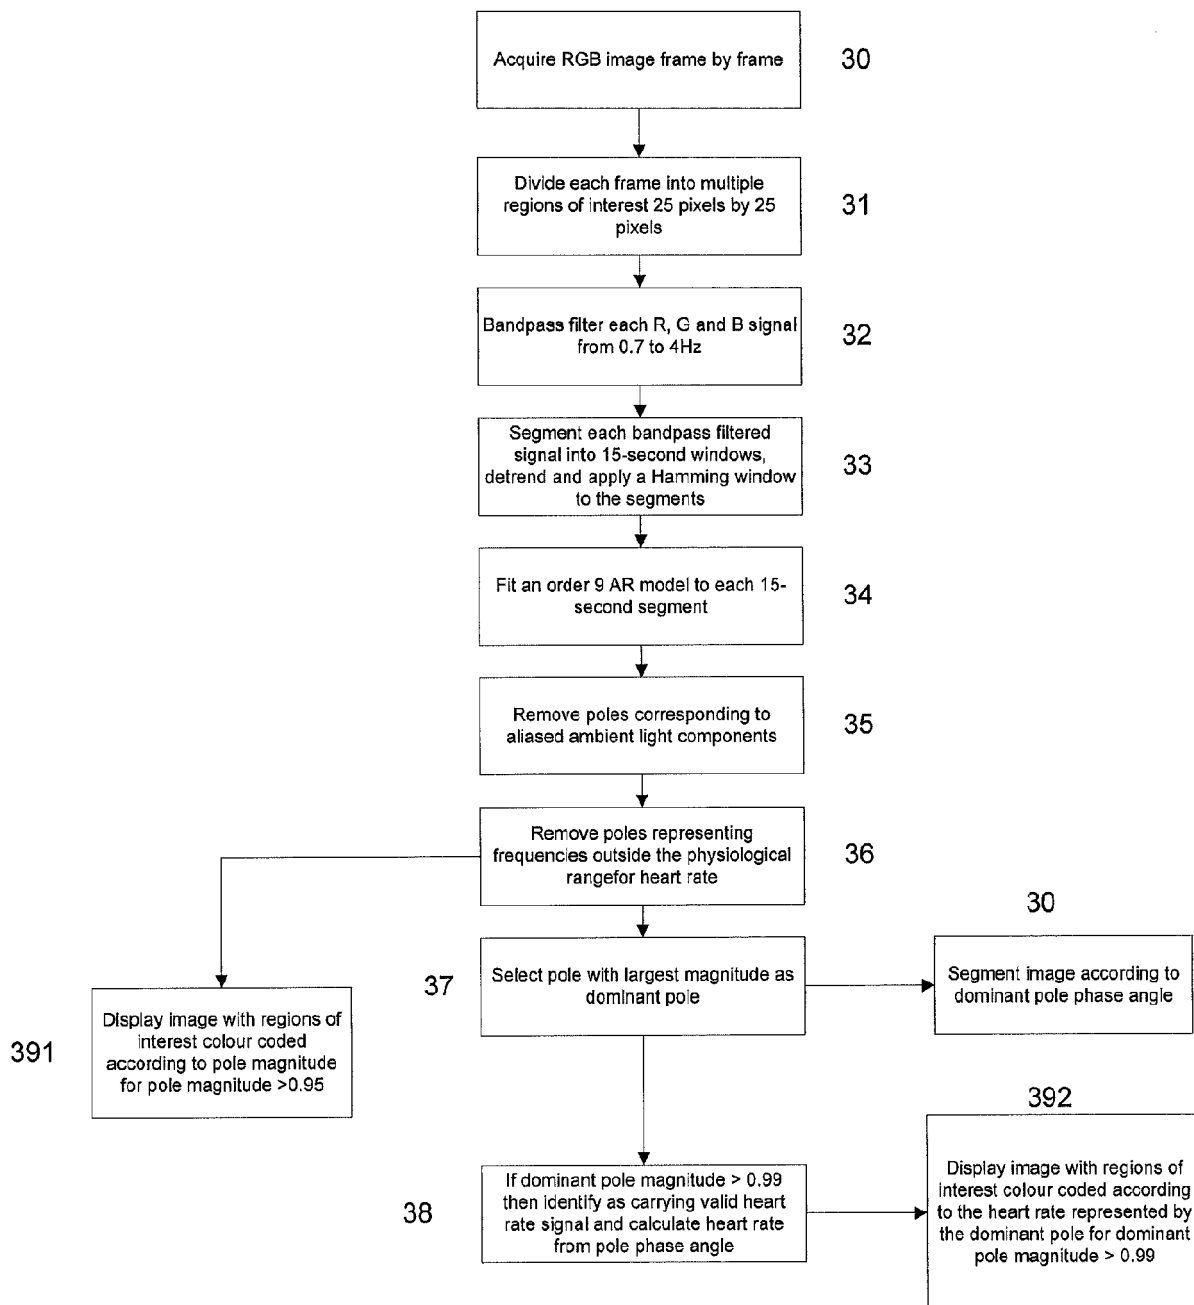 Acquire RGB image frame by frame
30
Divide each frame into multiple
regions of interest 25 pixels by 25
pixels
31
Bandpass filter each R, G and B signal
from 0.7 to 4Hz
32
Segment each bandpass filtered
signal into 15-second windows,
detrend and apply a Hamming window
to the segments
33
Fit an order 9 AR model to each 15-
second segment
34
Remove poles corresponding to
aliased ambient light components
35
Remove poles representing
frequencies outside the physiological
rangefor heart rate
36
30
37
Select pole with largest magnitude as
dominant pole
Segment image according to
dominant pole phase angle
391
Display image with regions of
interest colour coded
according to pole magnitude
for pole magnitude >0.95
392
38
If dominant pole magnitude > 0.99
then identify as carrying valid heart
rate signal and calculate heart rate
from pole phase angle
Display image with regions of
interest colour coded according
to the heart rate represented by
the dominant pole for dominant
pole magnitude > 0.99